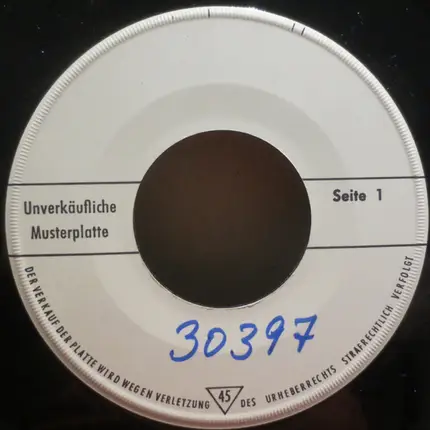 Unverkäufliche
Musterplatte
Seite 1
30397
DER VERKAUF DER PLATTE WIRD WEGEN VERLETZUNG 45 DES URHEBERRECHTS STRAFRECHTLICH VERFOLGT